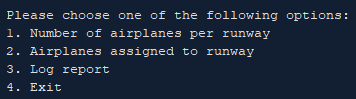 Please choose one of the following options:
1. Number of airplanes per runway
2. Airplanes assigned to runway
3. Log report
4. Exit